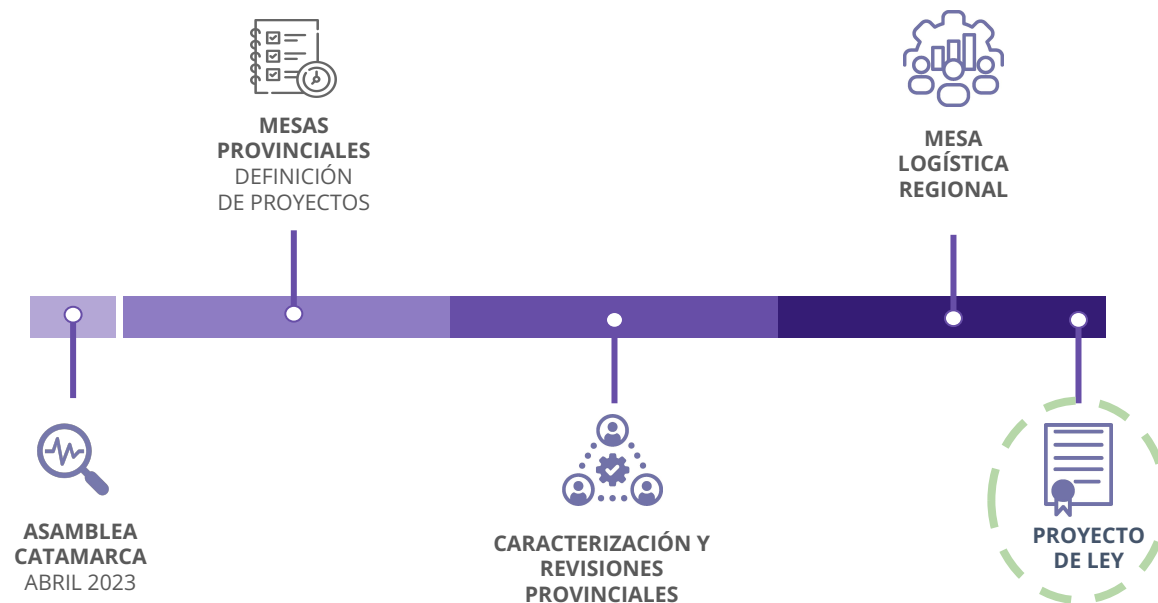 MESAS
PROVINCIALES
DEFINICIÓN
DE PROYECTOS
MESA
LOGÍSTICA
REGIONAL
ASAMBLEA
CATAMARCA
ABRIL 2023
CARACTERIZACIÓN Y
REVISIONES
PROVINCIALES
PROYECTO
DE LEY